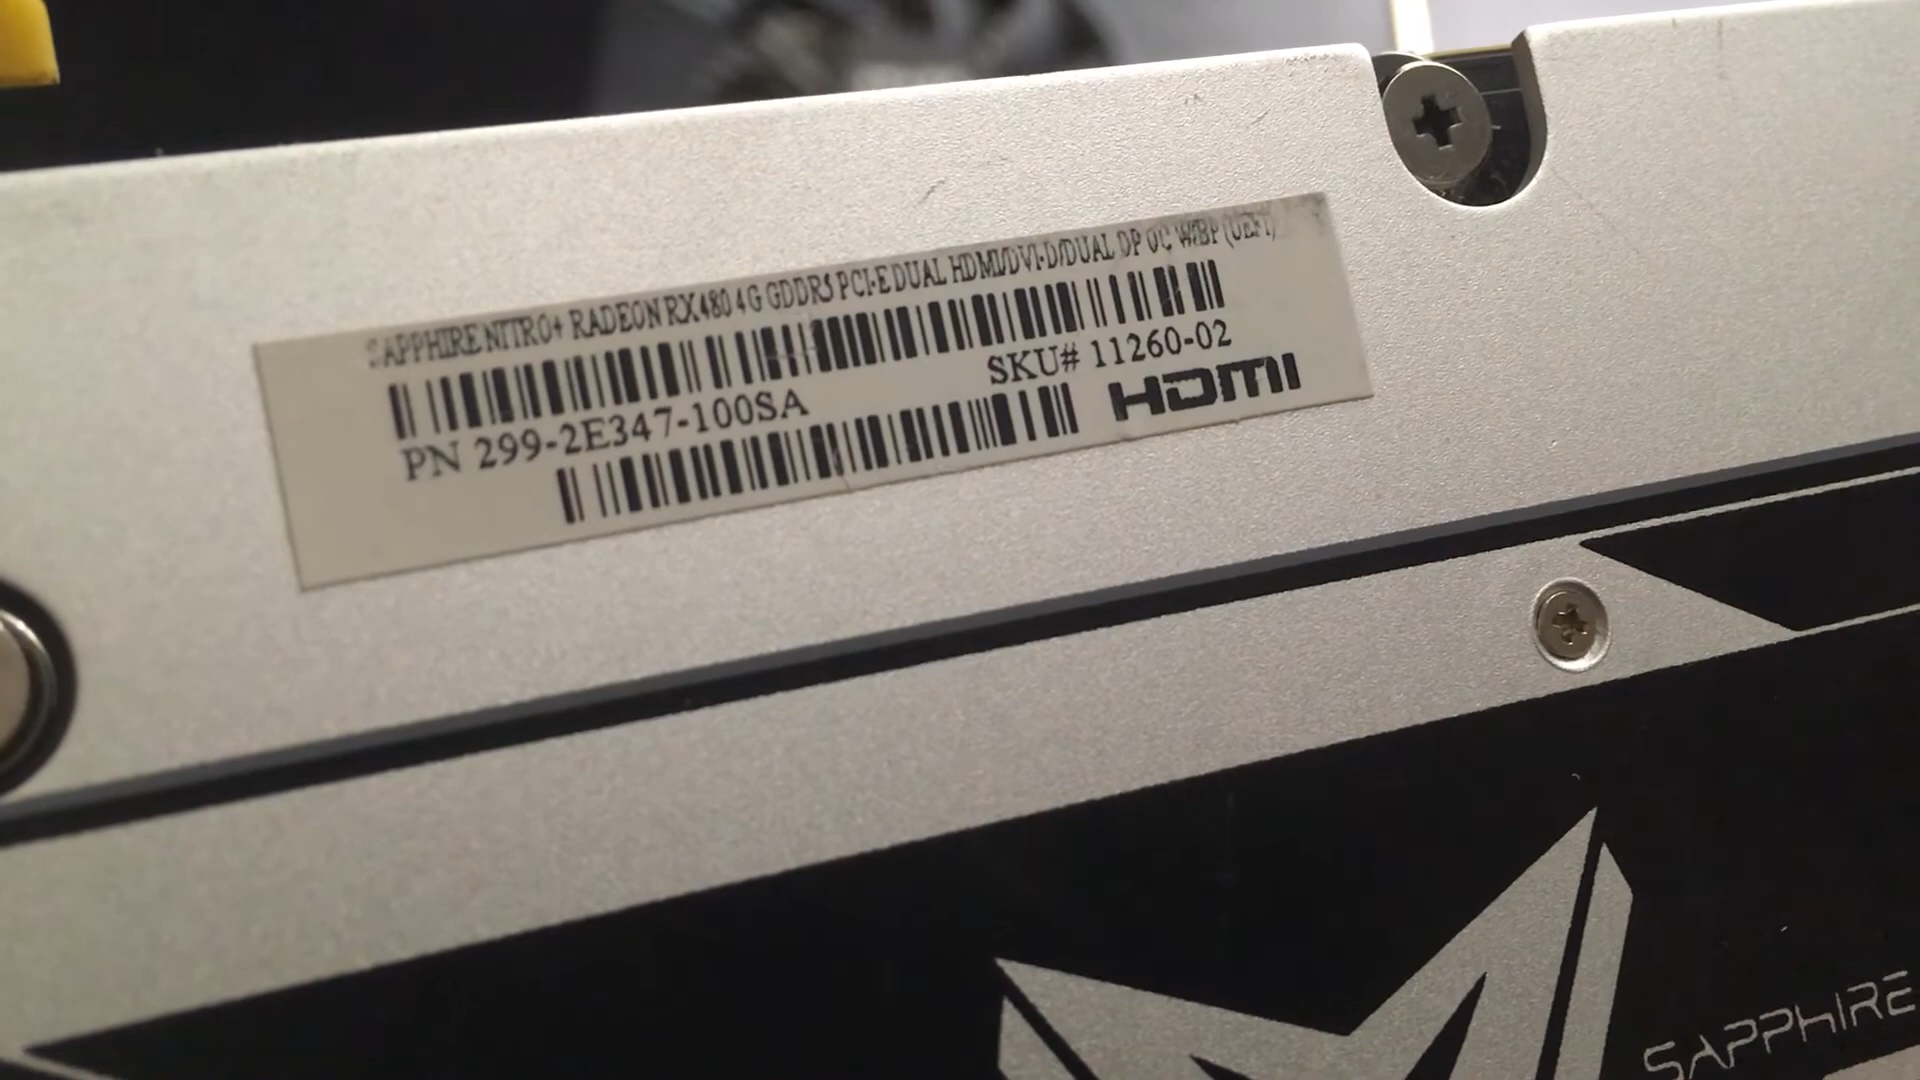 SAPPHIRE NITRO+ RADEON RX480 4G GDDR5 PCI-E DUAL HDMI/DVI-D/DUAL DP OC W/BP (UEFI)
PN 299-2E347-100SA
SKU# 11260-02
HDMI
SAPPHIRE